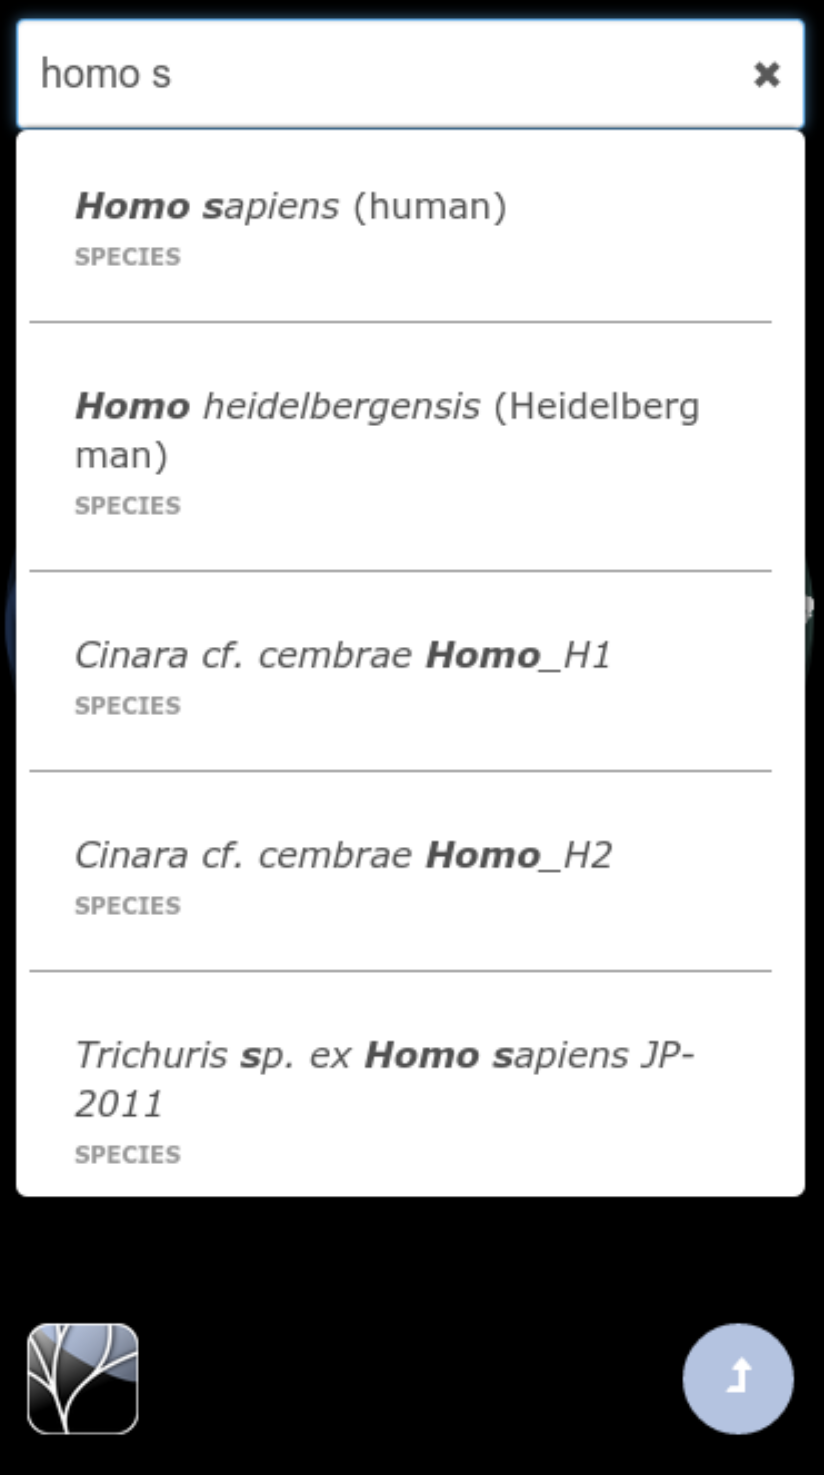 homo s
Homo sapiens (human)
SPECIES
Homo heidelbergensis (Heidelberg
man)
SPECIES
Cinara cf. cembrae Homo_H1
SPECIES
Cinara cf. cembrae Homo_H2
SPECIES
Trichuris sp. ex Homo sapiens JP-
2011
SPECIES